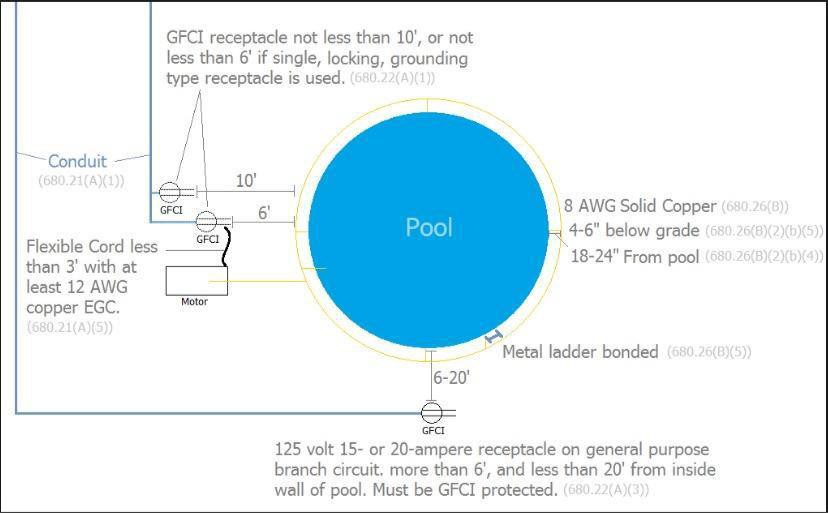 GFCI receptacle not less than 10', or not
less than 6' if single, locking, grounding
type receptacle is used. (680.22(A)(1))
Conduit
(680.21(A)(1))
10'
GFCI
6'
GFCI
Pool
8 AWG Solid Copper (680.26(B))
4-6" below grade (680.26(B)(2)(b)(5))
18-24" From pool (680.26(B)(2)(b)(4))
Flexible Cord less
than 3' with at
least 12 AWG
copper EGC.
(680.21(A)(5))
Motor
Metal ladder bonded (680.26(B)(5))
6-20'
GFCI
125 volt 15- or 20-ampere receptacle on general purpose
branch circuit. more than 6', and less than 20' from inside
wall of pool. Must be GFCI protected. (680.22(A)(3))